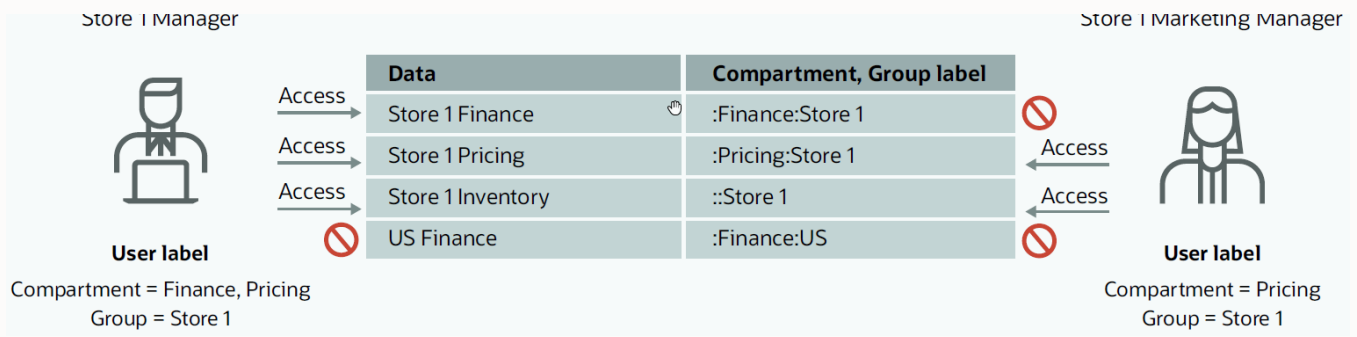 Store 1 Manager
Store 1 Marketing Manager
Data
Compartment, Group label
Access
Store 1 Finance
:Finance:Store 1
Access
Store 1 Pricing
:Pricing:Store 1
Access
Access
Store 1 Inventory
::Store 1
Access
US Finance
:Finance:US
User label
Compartment = Finance, Pricing
Group = Store 1
User label
Compartment = Pricing
Group = Store 1